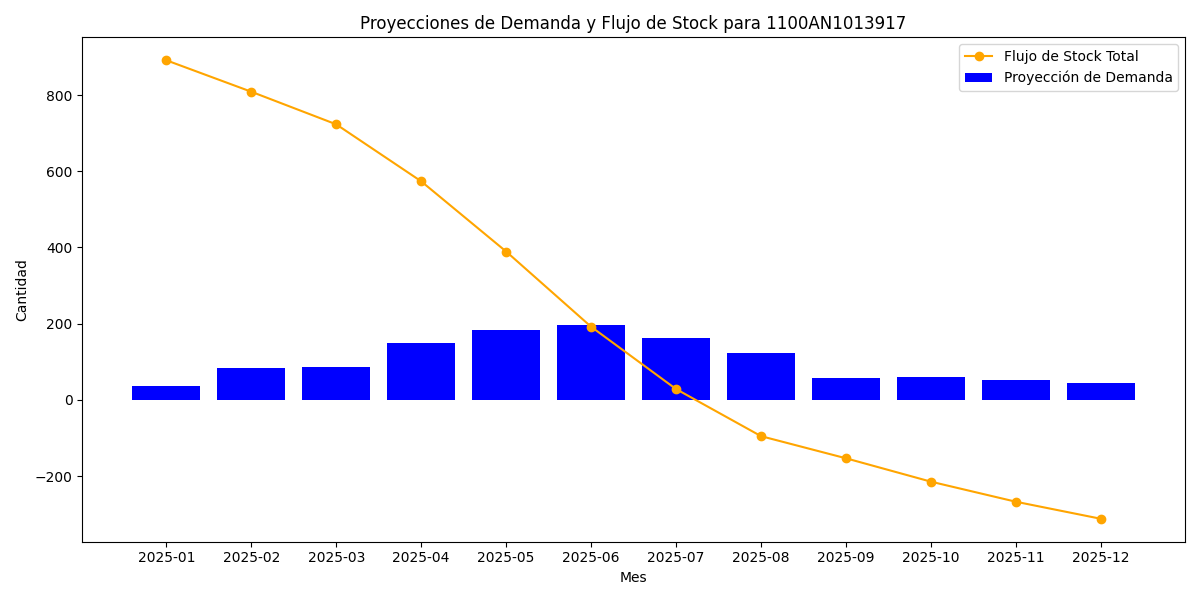 Proyecciones de Demanda y Flujo de Stock para 1100AN1013917
Flujo de Stock Total
Proyección de Demanda
Cantidad
800
600
400
200
0
−200
2025-01 2025-02 2025-03 2025-04 2025-05 2025-06 2025-07 2025-08 2025-09 2025-10 2025-11 2025-12
Mes